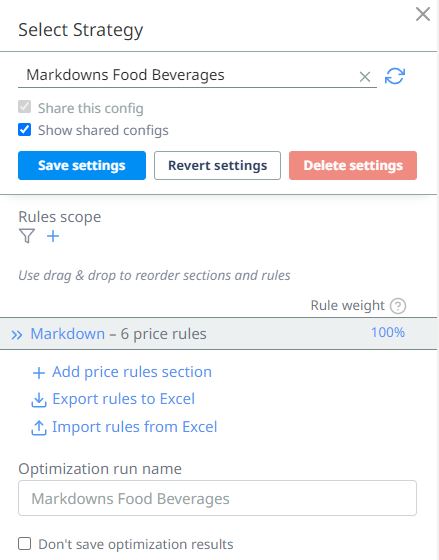 Select Strategy
Markdowns Food Beverages
Share this config
Show shared configs
Save settings
Revert settings
Delete settings
Rules scope
Use drag & drop to reorder sections and rules
Rule weight
Markdown – 6 price rules 100%
Add price rules section
Export rules to Excel
Import rules from Excel
Optimization run name
Markdowns Food Beverages
Don't save optimization results